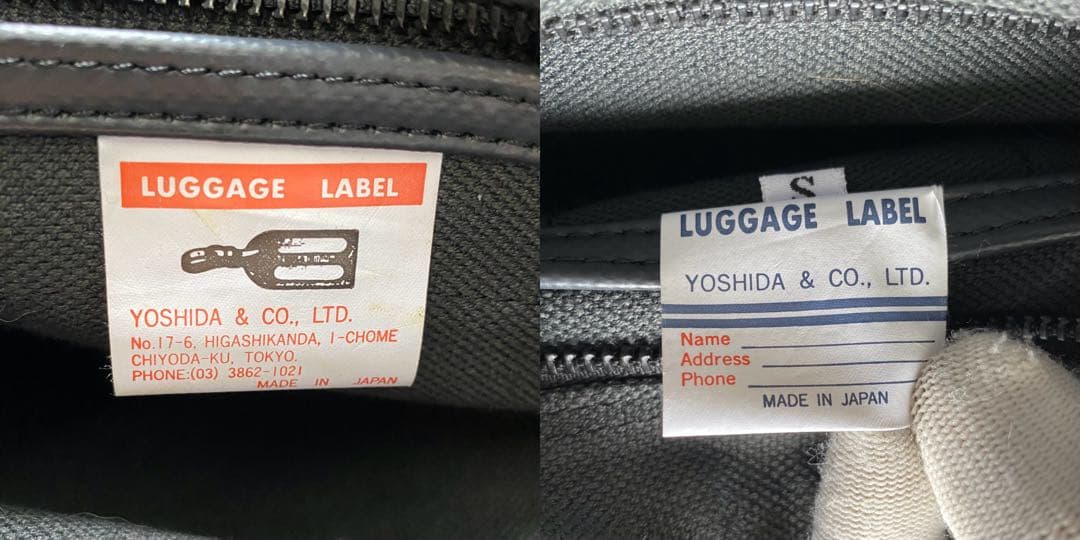 LUGGAGE LABEL
YOSHIDA & CO., LTD.
No.17-6, HIGASHIKANDA, 1-CHOME
CHIYODA-KU, TOKYO.
PHONE:(03) 3862-1021
MADE IN JAPAN
S
LUGGAGE LABEL
YOSHIDA & CO., LTD.
Name
Address
Phone
MADE IN JAPAN